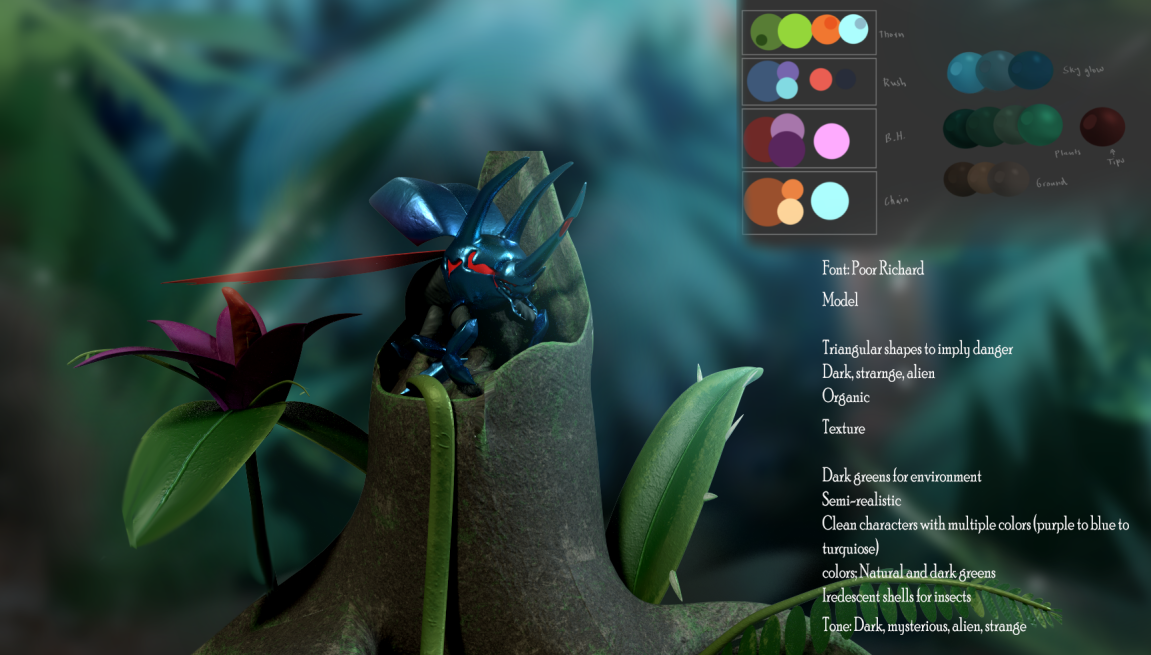 Thorn
Rush
B.H.
Chain
Sky glow
Plants
Tips
Ground
Font: Poor Richard
Model
Triangular shapes to imply danger
Dark, strarnge, alien
Organic
Texture
Dark greens for environment
Semi-realistic
Clean characters with multiple colors (purple to blue to
turquiose)
colors: Natural and dark greens
Iredescent shells for insects
Tone: Dark, mysterious, alien, strange